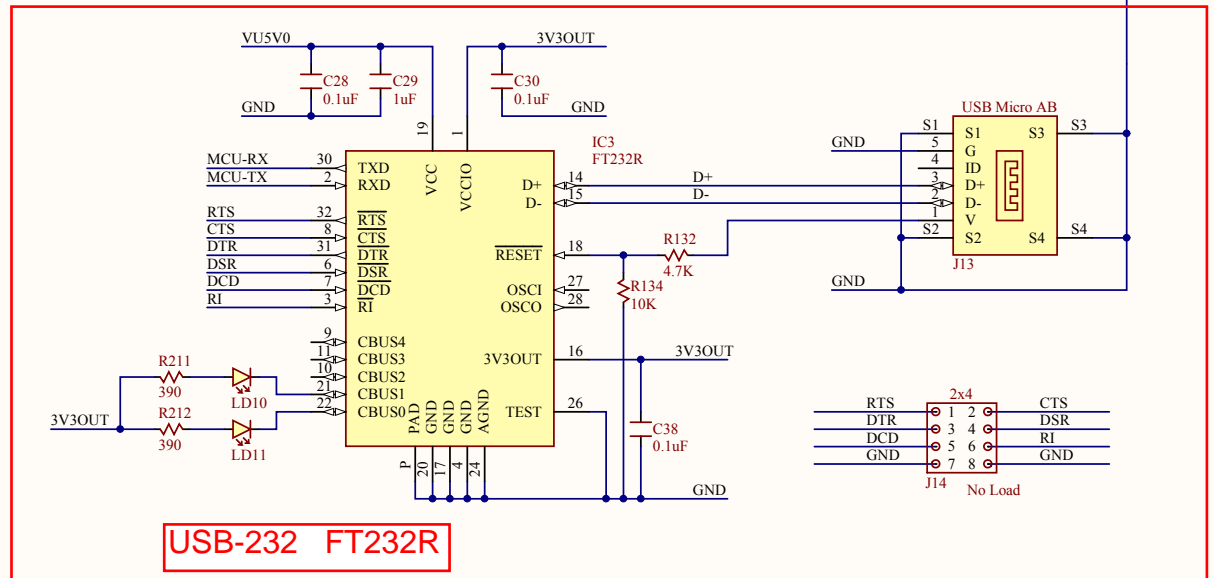 VU5V0
3V3OUT
C28
0.1uF
C29
1uF
C30
0.1uF
GND
GND
19
1
IC3
FT232R
VCC
VCCIO
MCU-RX 30 TXD
MCU-TX 2 RXD
RTS 32 RTS
CTS 8 CTS
DTR 31 DTR
DSR 6 DSR
DCD 7 DCD
RI 3 RI
9 CBUS4
11 CBUS3
10 CBUS2
21 CBUS1
22 CBUS0
D+ 14 D+
D- 15 D-
RESET 18
OSCI 27
OSCO 28
3V3OUT 16 3V3OUT
TEST 26
R132
4.7K
R134
10K
C38
0.1uF
R211
390
LD10
3V3OUT
R212
390
LD11
PAD
GND
GND
GND
AGND
P
20
17
4
24
GND
USB Micro AB
S1 S1 S3 S3
GND 5 G
4 ID
3 D+
2 D-
1 V
S2 S2 S4 S4
J13
GND
2x4
RTS 1 2 CTS
DTR 3 4 DSR
DCD 5 6 RI
GND 7 8 GND
J14
No Load
USB-232 FT232R